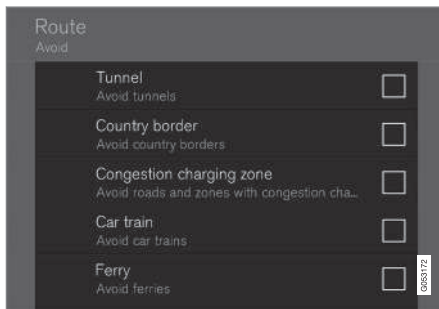 Route
Avoid
Tunnel
Avoid tunnels
Country border
Avoid country borders
Congestion charging zone
Avoid roads and zones with congestion cha...
Car train
Avoid car trains
Ferry
Avoid ferries
G053172